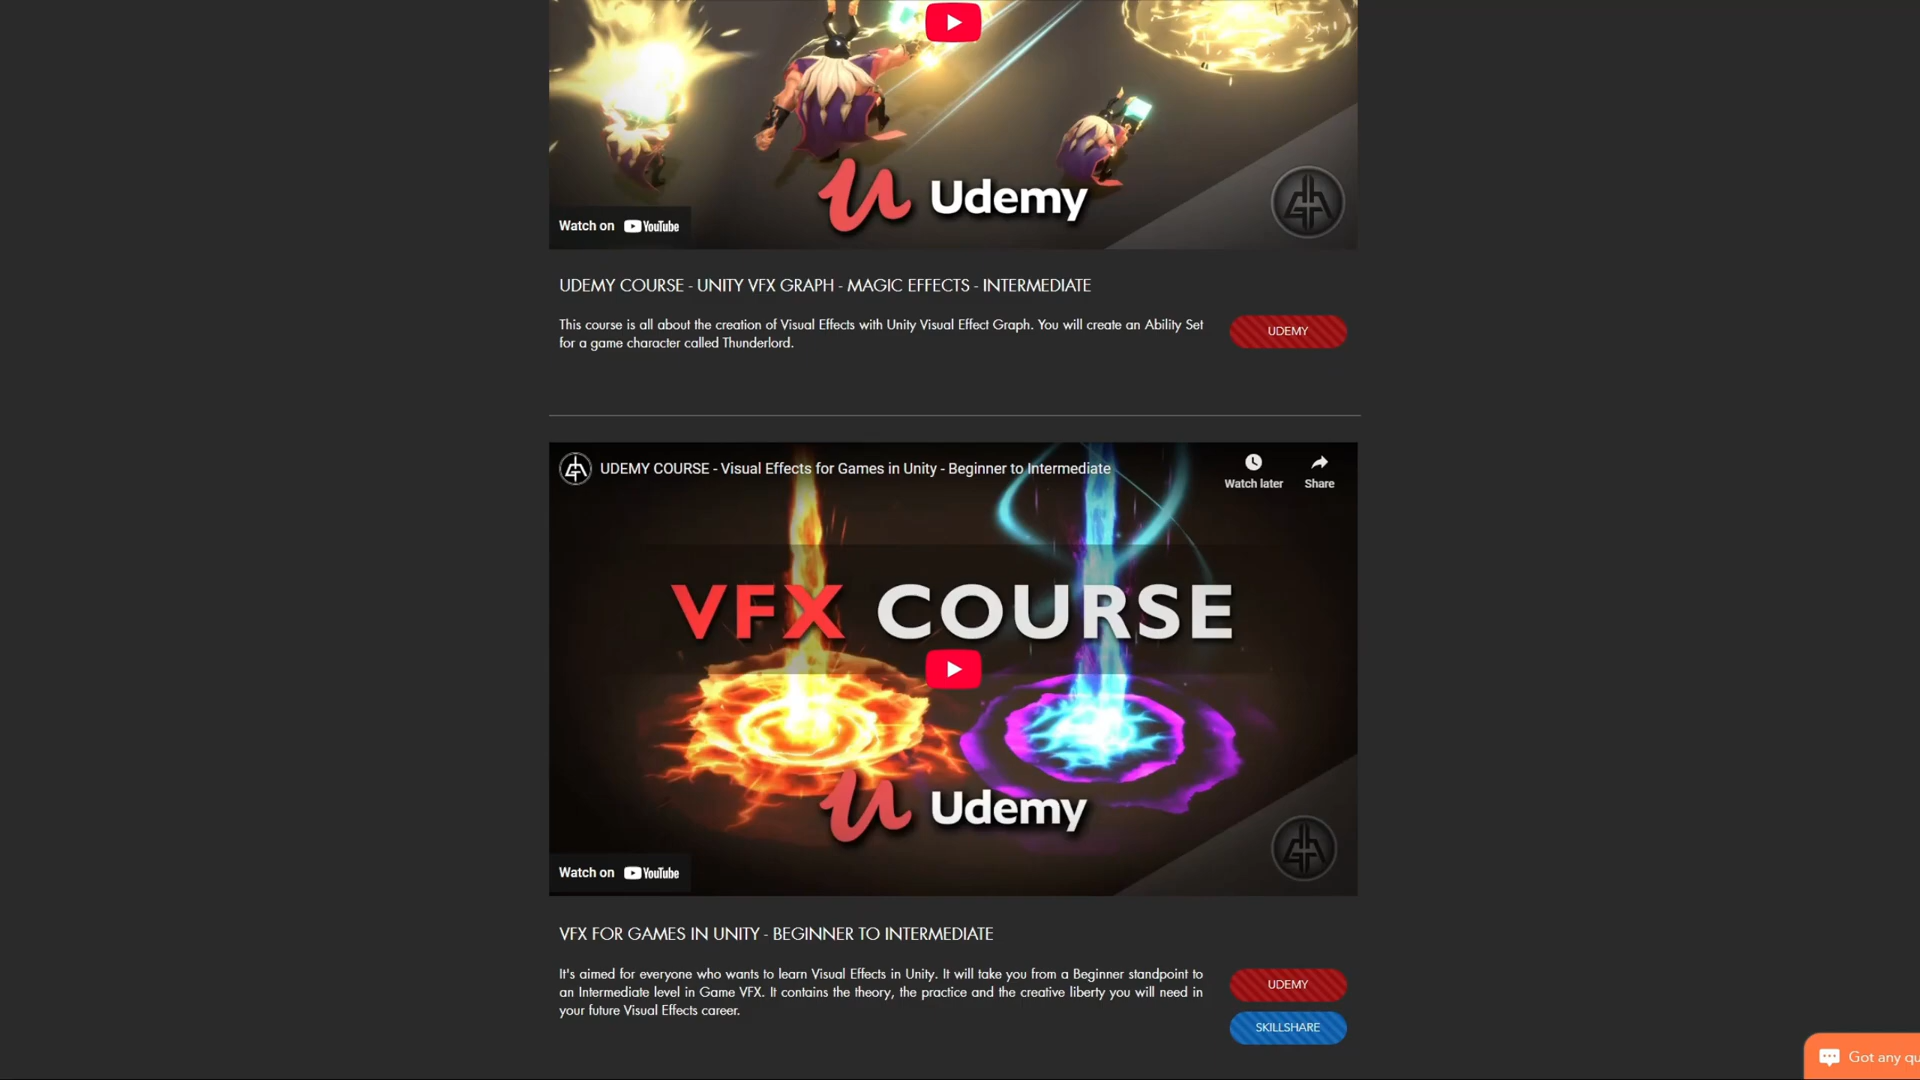 Udemy
Watch on YouTube
UDEMY COURSE - UNITY VFX GRAPH - MAGIC EFFECTS - INTERMEDIATE
This course is all about the creation of Visual Effects with Unity Visual Effect Graph. You will create an Ability Set
for a game character called Thunderlord.
UDEMY
UDEMY COURSE - Visual Effects for Games in Unity - Beginner to Intermediate
Watch later
Share
VFX COURSE
Udemy
Watch on YouTube
VFX FOR GAMES IN UNITY - BEGINNER TO INTERMEDIATE
It's aimed for everyone who wants to learn Visual Effects in Unity. It will take you from a Beginner standpoint to
an Intermediate level in Game VFX. It contains the theory, the practice and the creative liberty you will need in
your future Visual Effects career.
UDEMY
SKILLSHARE
Got any qu